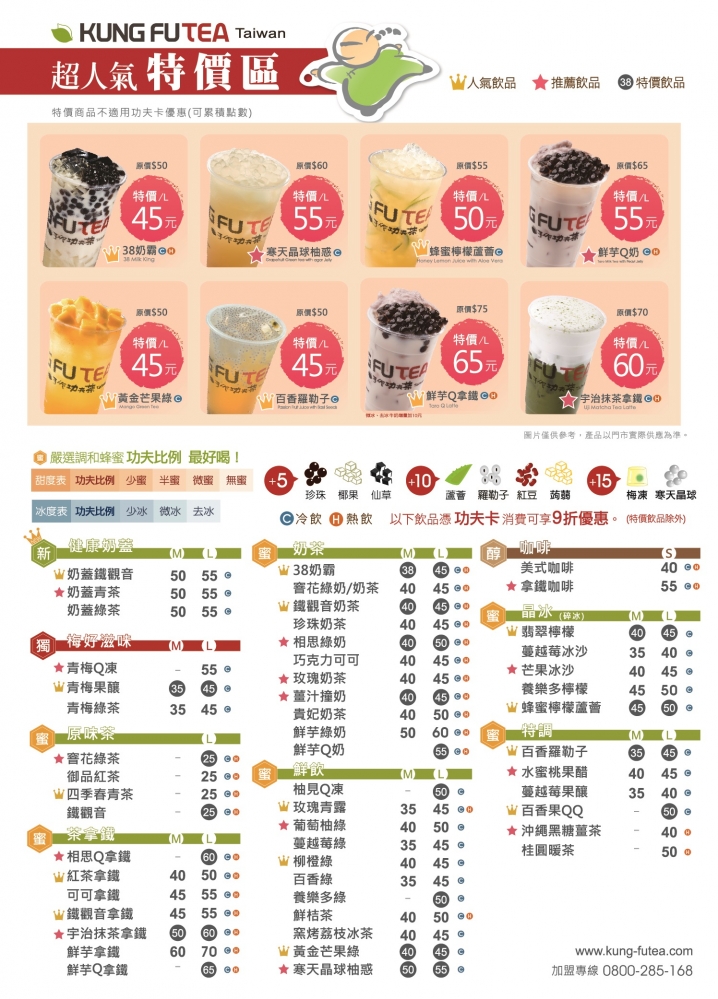 KUNG FU TEA Taiwan
超人氣 特價區
人氣飲品 推薦飲品 38 特價飲品
特價商品不適用功夫卡優惠(可累積點數)
原價$50
特價/L
45元
38奶霸 C H
38 Milk King
原價$60
特價/L
55元
寒天晶球柚惑 C
原價$55
特價/L
50元
蜂蜜檸檬蘆薈 C
Honey Lemon Juice with Aloe Vera
原價$65
特價/L
55元
鮮芋Q奶 C H
原價$50
特價/L
45元
黃金芒果綠 C
Mango Green Tea
原價$50
特價/L
45元
百香羅勒子 C
Passion Fruit Juice with Basil Seeds
原價$75
特價/L
65元
鮮芋Q拿鐵 C H
Taro Q Latte
原價$70
特價/L
60元
宇治抹茶拿鐵 C H
Uji Matcha Tea Latte
圖片僅供參考，產品以門市實際供應為準。
蜜 嚴選調和蜂蜜 功夫比例 最好喝！
甜度表 功夫比例 少蜜 半蜜 微蜜 無蜜
冰度表 功夫比例 少冰 微冰 去冰
+5 珍珠 椰果 仙草 +10 蘆薈 羅勒子 紅豆 蒟蒻 +15 梅凍 寒天晶球
C 冷飲 H 熱飲 以下飲品憑 功夫卡 消費可享 9折優惠。 (特價飲品除外)
新 健康奶蓋 M L
奶蓋鐵觀音 50 55 C
奶蓋青茶 50 55 C
奶蓋綠茶 50 55 C
獨 梅好滋味 M L
青梅Q凍 - 55 C
青梅果釀 35 45 C
青梅綠茶 35 45 C
蜜 原味茶 L
窨花綠茶 - 25 C H
御品紅茶 - 25 C H
四季春青茶 - 25 C H
鐵觀音 - 25 C H
蜜 茶拿鐵 M L
相思Q拿鐵 - 60 C H
紅茶拿鐵 40 50 C H
可可拿鐵 45 55 C H
鐵觀音拿鐵 45 55 C H
宇治抹茶拿鐵 50 60 C H
鮮芋拿鐵 60 70 C H
鮮芋Q拿鐵 - 65 C H
蜜 奶茶 M L
38奶霸 38 45 C H
窨花綠奶/奶茶 40 45 C H
鐵觀音奶茶 40 45 C H
珍珠奶茶 40 45 C H
相思綠奶 40 50 C H
巧克力可可 40 45 C H
玫瑰奶茶 40 45 C H
薑汁撞奶 40 45 C H
貴妃奶茶 40 50 C H
鮮芋綠奶 50 60 C H
鮮芋Q奶 55 C H
蜜 鮮飲 M L
柚見Q凍 - 50 C
玫瑰青露 35 45 C H
葡萄柚綠 40 50 C
蔓越莓綠 35 45 C
柳橙綠 40 45 C
百香綠 35 45 C
養樂多綠 - 50 C
鮮桔茶 40 50 C H
窯烤荔枝冰茶 40 45 C
黃金芒果綠 40 45 C
寒天晶球柚惑 50 55 C
醇 咖啡 S
美式咖啡 40 C H
拿鐵咖啡 55 C H
蜜 晶冰 (碎冰) M L
翡翠檸檬 40 45 C
蔓越莓冰沙 35 40 C
芒果冰沙 40 45 C
養樂多檸檬 45 50 C
蜂蜜檸檬蘆薈 45 50 C
蜜 特調 M L
百香羅勒子 35 45 C
水蜜桃果醋 40 45 C
蔓越莓果釀 35 40 C
百香果QQ - 50 C
沖繩黑糖薑茶 - 40 H
桂圓暖茶 - 50 H
www.kung-futea.com
加盟專線 0800-285-168